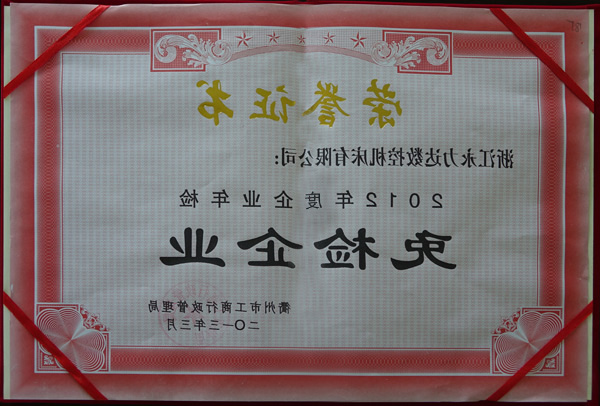 荣誉证书
浙江永力达数控机床有限公司:
2012年度企业年检
免检企业
衢州市工商行政管理局
二〇一三年三月